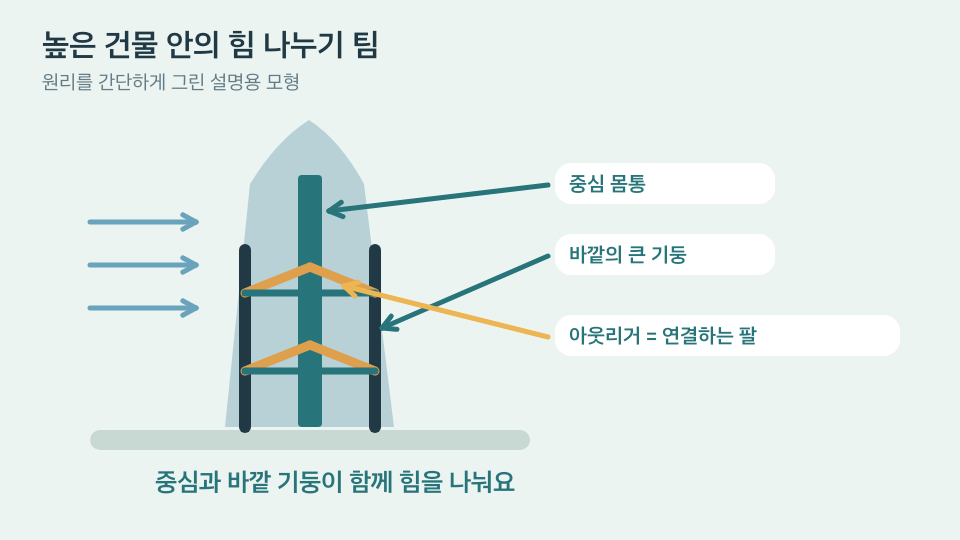 높은 건물 안의 힘 나누기 팀
원리를 간단하게 그린 설명용 모형
중심 몸통
바깥의 큰 기둥
아웃리거 = 연결하는 팔
중심과 바깥 기둥이 함께 힘을 나눠요